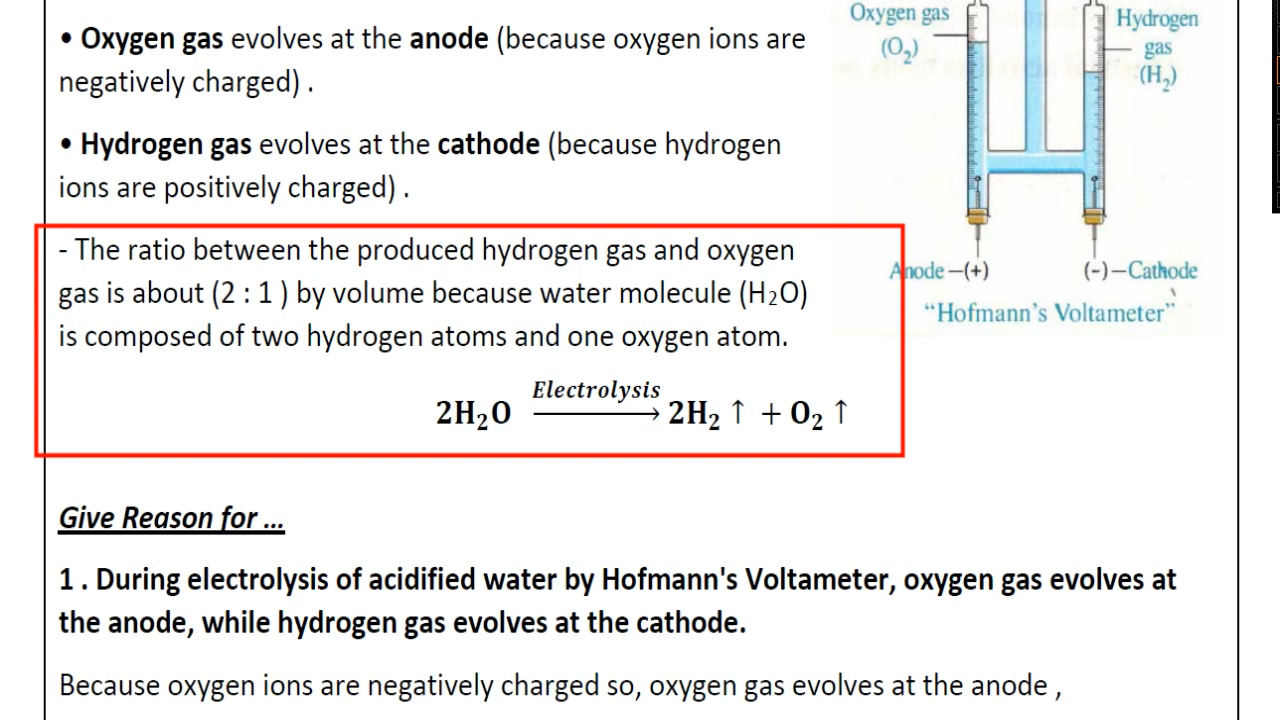 • Oxygen gas evolves at the anode (because oxygen ions are
negatively charged) .
• Hydrogen gas evolves at the cathode (because hydrogen
ions are positively charged) .
- The ratio between the produced hydrogen gas and oxygen
gas is about (2 : 1 ) by volume because water molecule (H₂O)
is composed of two hydrogen atoms and one oxygen atom.
Electrolysis
2H₂O ⟶ 2H₂ ↑ + O₂ ↑
Oxygen gas
(O₂)
Hydrogen
gas
(H₂)
Anode –(+)
(-)–Cathode
“Hofmann's Voltameter”
Give Reason for ...
1 . During electrolysis of acidified water by Hofmann's Voltameter, oxygen gas evolves at
the anode, while hydrogen gas evolves at the cathode.
Because oxygen ions are negatively charged so, oxygen gas evolves at the anode ,